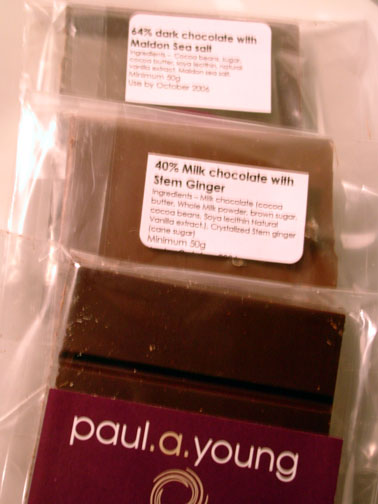 64% dark chocolate with
Maldon Sea salt
Ingredients - Cocoa beans, sugar,
cocoa butter, soya lecithin, natural
vanilla extract, Maldon sea salt
Minimum 50g
Use by October 2006
40% Milk chocolate with
Stem Ginger
Ingredients - Milk chocolate (cocoa
butter, Whole Milk powder, brown sugar,
cocoa beans, Soya lecithin Natural
Vanilla extract.), Crystalized Stem ginger
(cane sugar)
Minimum 50g
paul.a.young